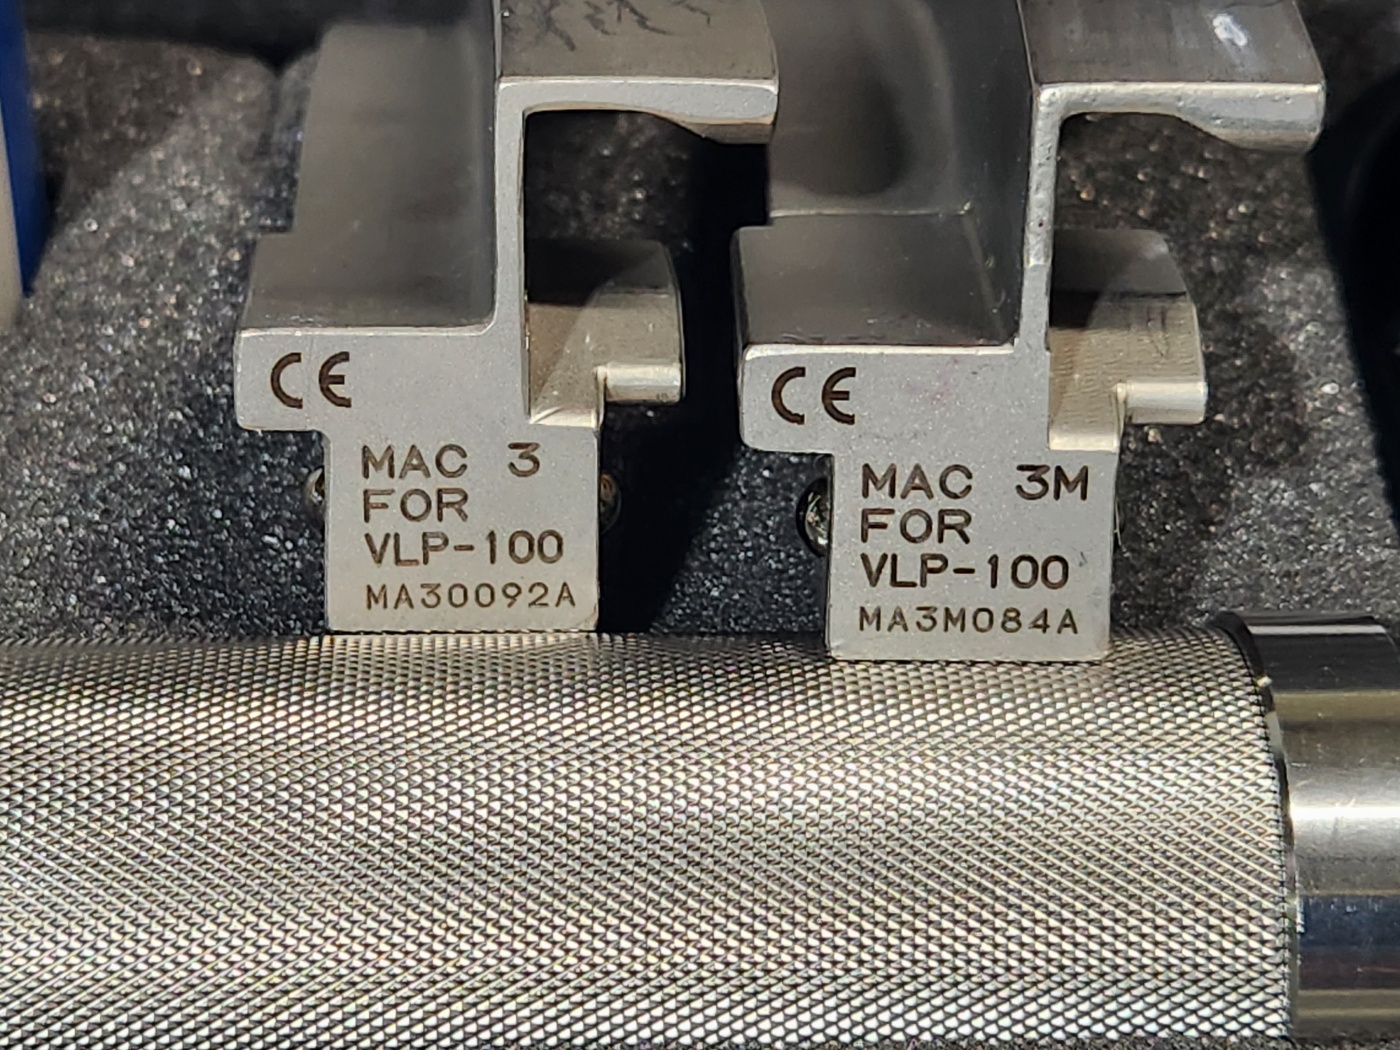 CE
MAC 3
FOR
VLP-100
MA30092A
CE
MAC 3M
FOR
VLP-100
MA3M084A